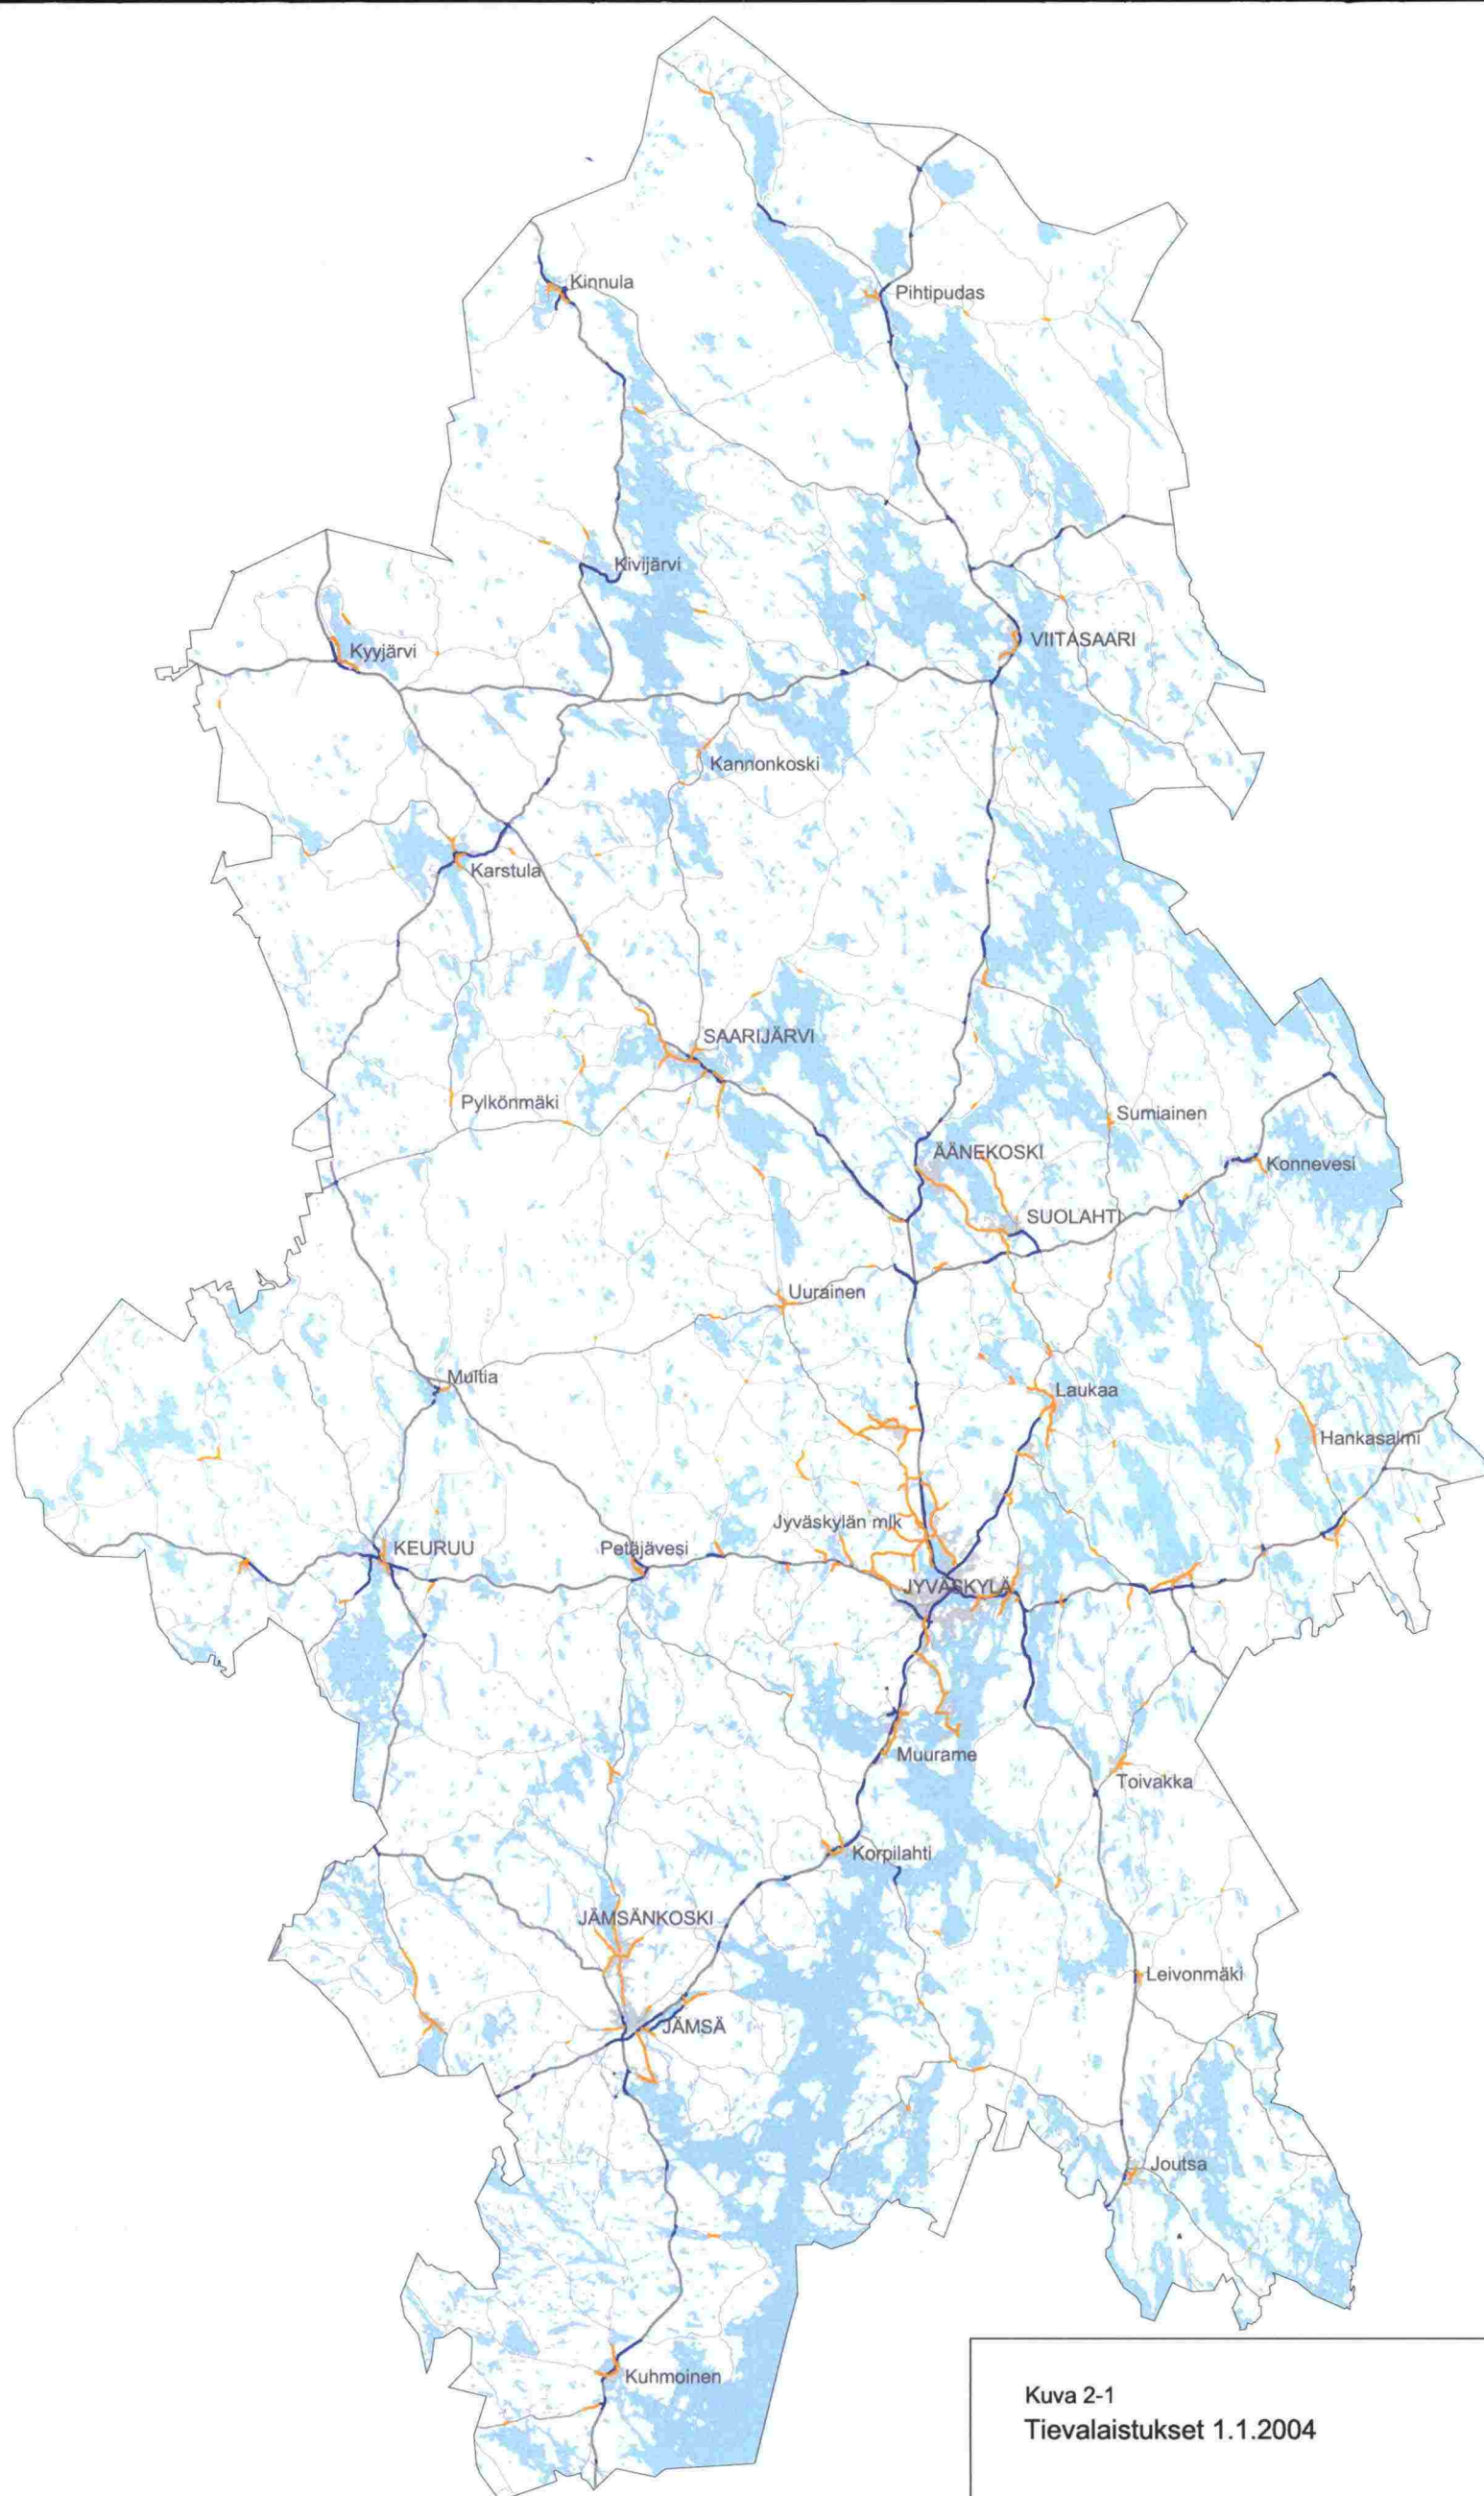 Kinnula
Pihtipudas
Kivijärvi
VIITASAARI
Kyyjärvi
Kannonkoski
Karstula
SAARIJÄRVI
Pylkönmäki
Sumiainen
ÄÄNEKOSKI
Konnevesi
SUOLAHTI
Uurainen
Multia
Laukaa
Hankasalmi
Jyväskylän mlk
KEURUU
Petäjävesi
JYVÄSKYLÄ
Muurame
Toivakka
Korpilahti
JÄMSÄNKOSKI
Leivonmäki
JÄMSÄ
Joutsa
Kuhmoinen
Kuva 2-1
Tievalaistukset 1.1.2004